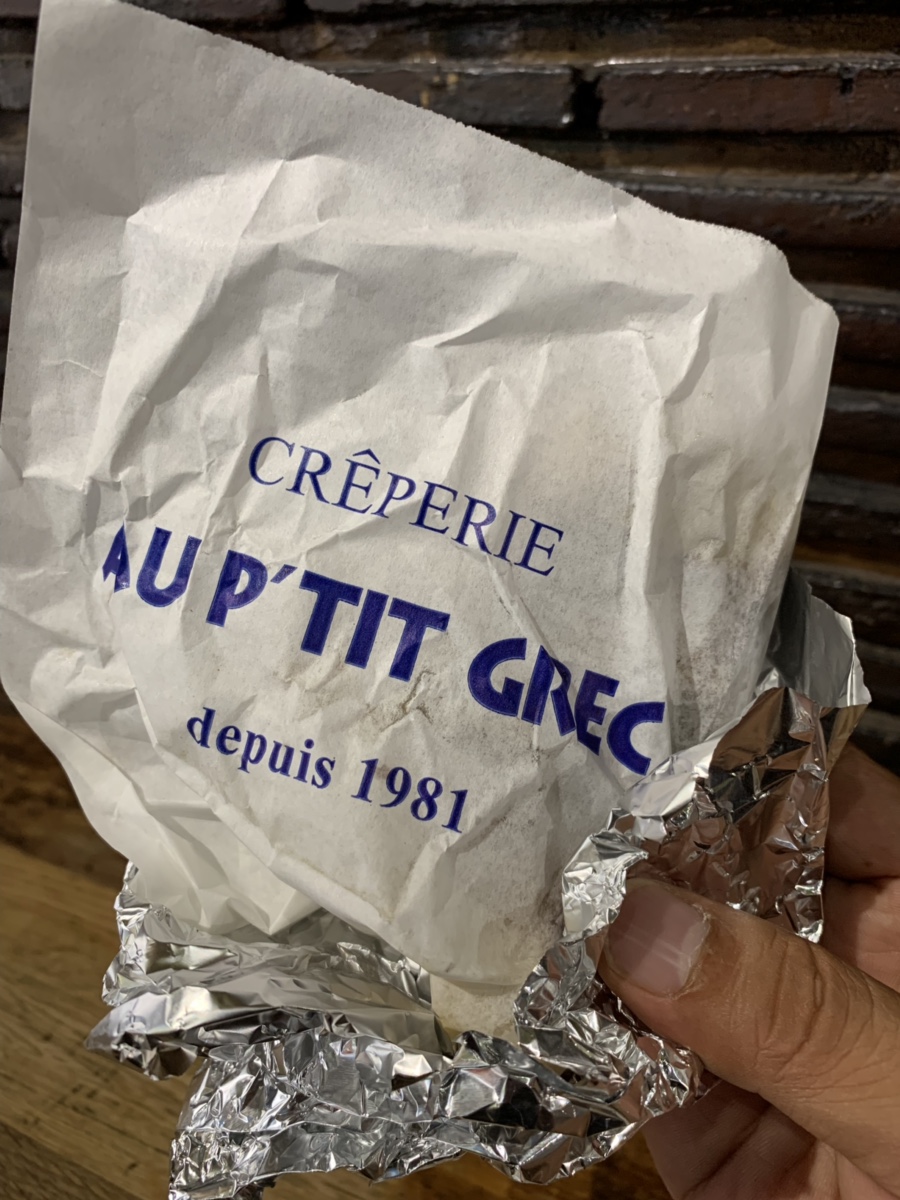 CRÊPERIE
AU P'TIT GREC
depuis 1981